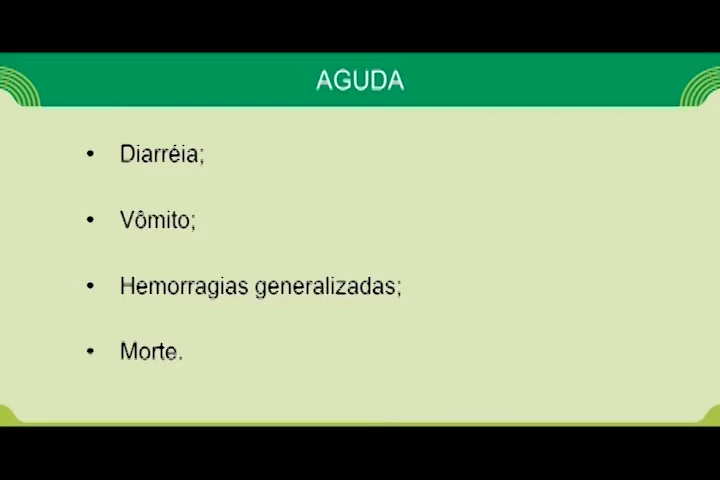 AGUDA
• Diarréia;
• Vômito;
• Hemorragias generalizadas;
• Morte.